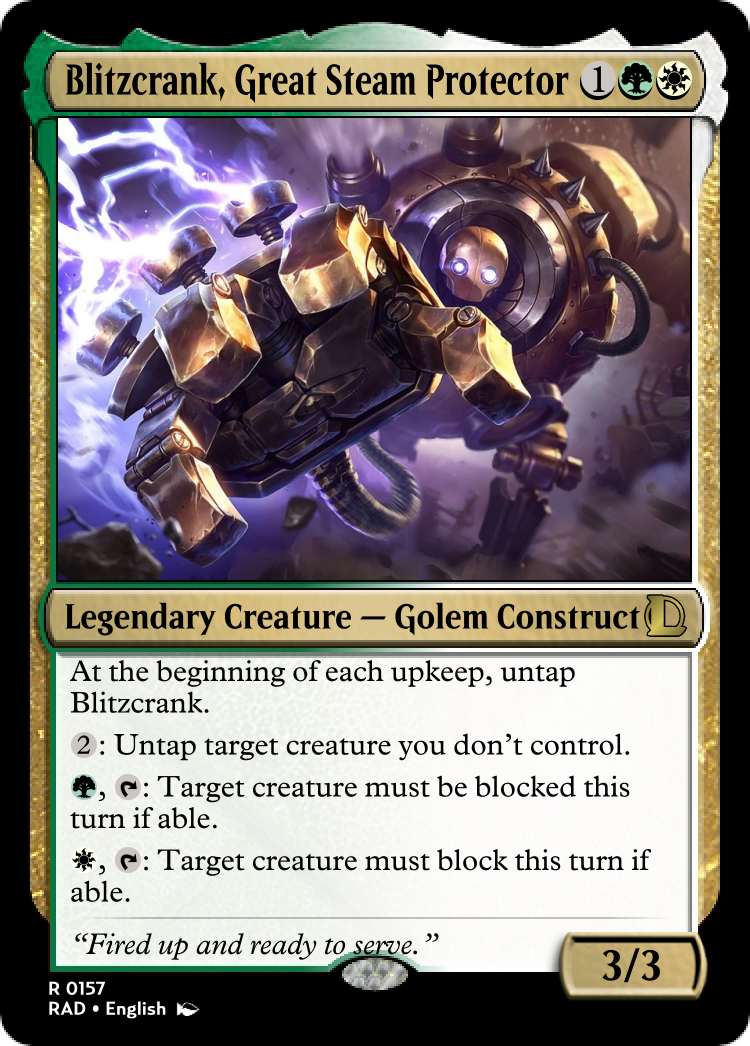 Blitzcrank, Great Steam Protector 1
Legendary Creature — Golem Construct
At the beginning of each upkeep, untap
Blitzcrank.
2: Untap target creature you don't control.
, : Target creature must be blocked this
turn if able.
, : Target creature must block this turn if
able.
“Fired up and ready to serve.”
3/3
R 0157
RAD • English